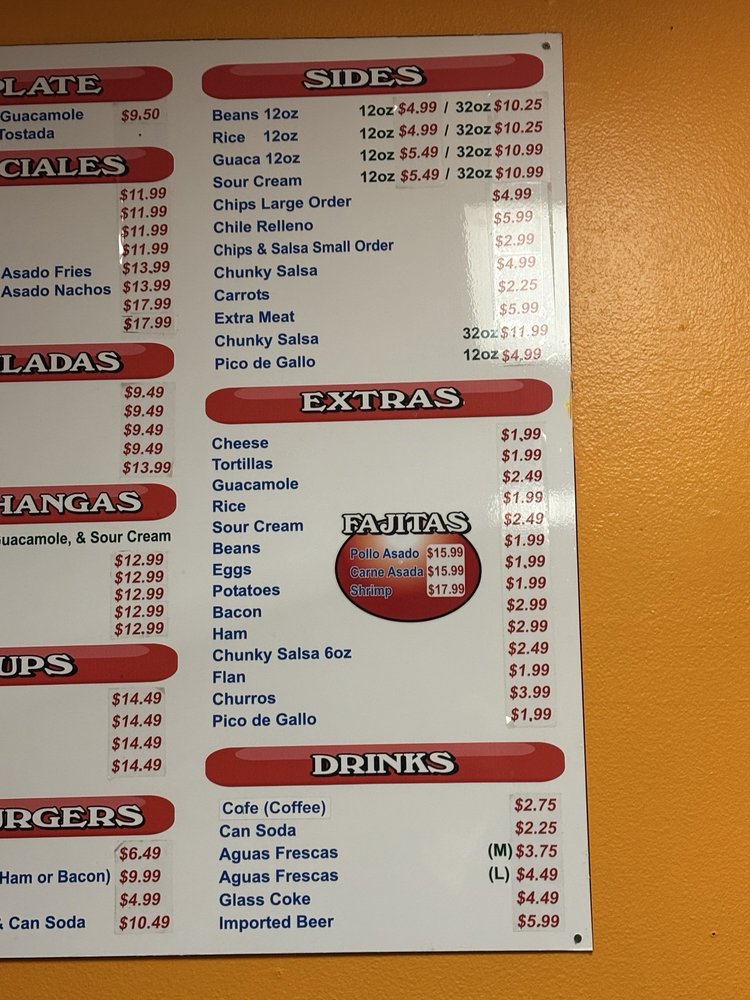 PLATE
Guacamole $9.50
Tostada
CIALES
$11.99
$11.99
$11.99
$11.99
Asado Fries $13.99
Asado Nachos $13.99
$17.99
$17.99
LADAS
$9.49
$9.49
$9.49
$9.49
$13.99
HANGAS
Guacamole, & Sour Cream
$12.99
$12.99
$12.99
$12.99
$12.99
UPS
$14.49
$14.49
$14.49
$14.49
URGERS
$6.49
Ham or Bacon) $9.99
$4.99
& Can Soda $10.49
SIDES
Beans 12oz 12oz $4.99 / 32oz $10.25
Rice 12oz 12oz $4.99 / 32oz $10.25
Guaca 12oz 12oz $5.49 / 32oz $10.99
Sour Cream 12oz $5.49 / 32oz $10.99
Chips Large Order $4.99
Chile Relleno $5.99
Chips & Salsa Small Order $2.99
Chunky Salsa $4.99
Carrots $2.25
Extra Meat $5.99
Chunky Salsa 32oz $11.99
Pico de Gallo 12oz $4.99
EXTRAS
Cheese $1.99
Tortillas $1.99
Guacamole $2.49
Rice $1.99
Sour Cream $2.49
Beans $1.99
Eggs $1.99
Potatoes $1.99
Bacon $2.99
Ham $2.99
Chunky Salsa 6oz $2.49
Flan $1.99
Churros $3.99
Pico de Gallo $1.99
FAJITAS
Pollo Asado $15.99
Carne Asada $15.99
Shrimp $17.99
DRINKS
Cafe (Coffee) $2.75
Can Soda $2.25
Aguas Frescas (M) $3.75
Aguas Frescas (L) $4.49
Glass Coke $4.49
Imported Beer $5.99